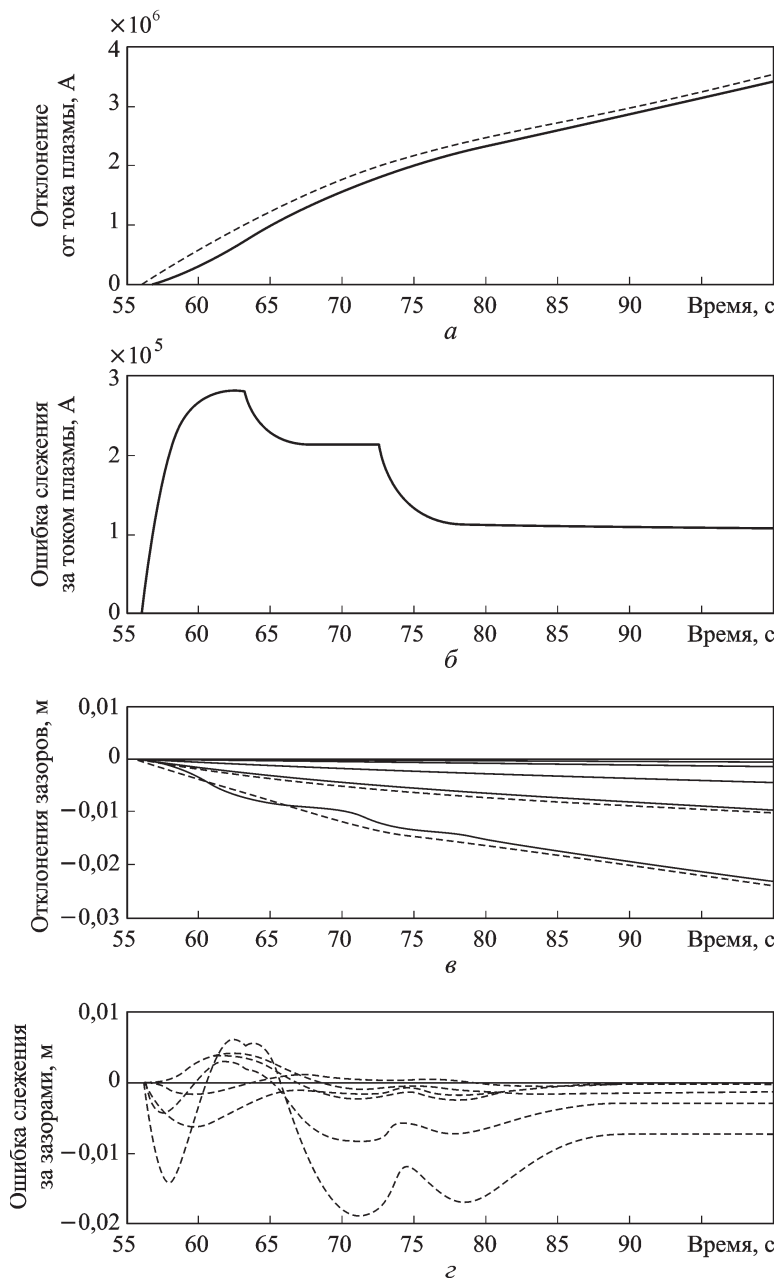 ×10⁶
Отклонение
от тока плазмы, А
4
3
2
1
0
55 60 65 70 75 80 85 90 Время, с
а
×10⁵
Ошибка слежения
за током плазмы, А
3
2
1
0
55 60 65 70 75 80 85 90 Время, с
б
Отклонения зазоров, м
0,01
0
−0,01
−0,02
−0,03
55 60 65 70 75 80 85 90 Время, с
в
Ошибка слежения
за зазорами, м
0,01
0
−0,01
−0,02
55 60 65 70 75 80 85 90 Время, с
г